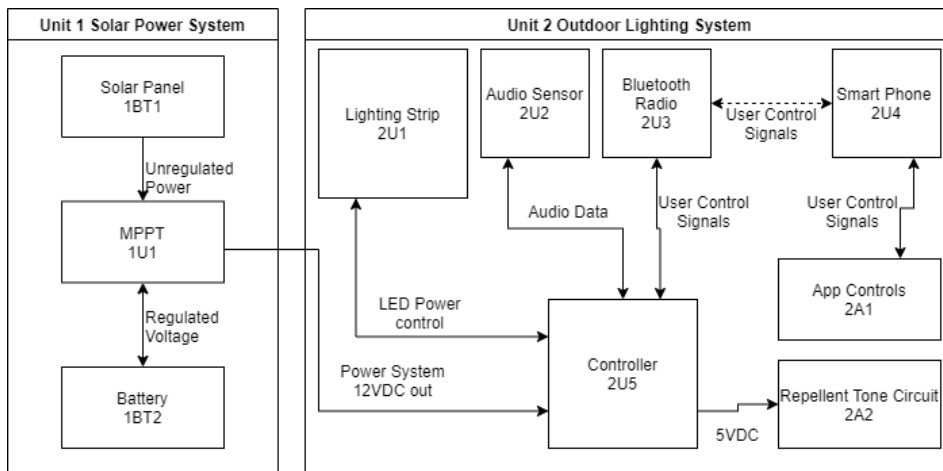 Unit 1 Solar Power System
Solar Panel
1BT1
Unregulated
Power
MPPT
1U1
Regulated
Voltage
Battery
1BT2
Unit 2 Outdoor Lighting System
Lighting Strip
2U1
Audio Sensor
2U2
Bluetooth
Radio
2U3
User Control
Signals
Smart Phone
2U4
Audio Data
User Control
Signals
User Control
Signals
App Controls
2A1
LED Power
control
Power System
12VDC out
Controller
2U5
5VDC
Repellent Tone Circuit
2A2